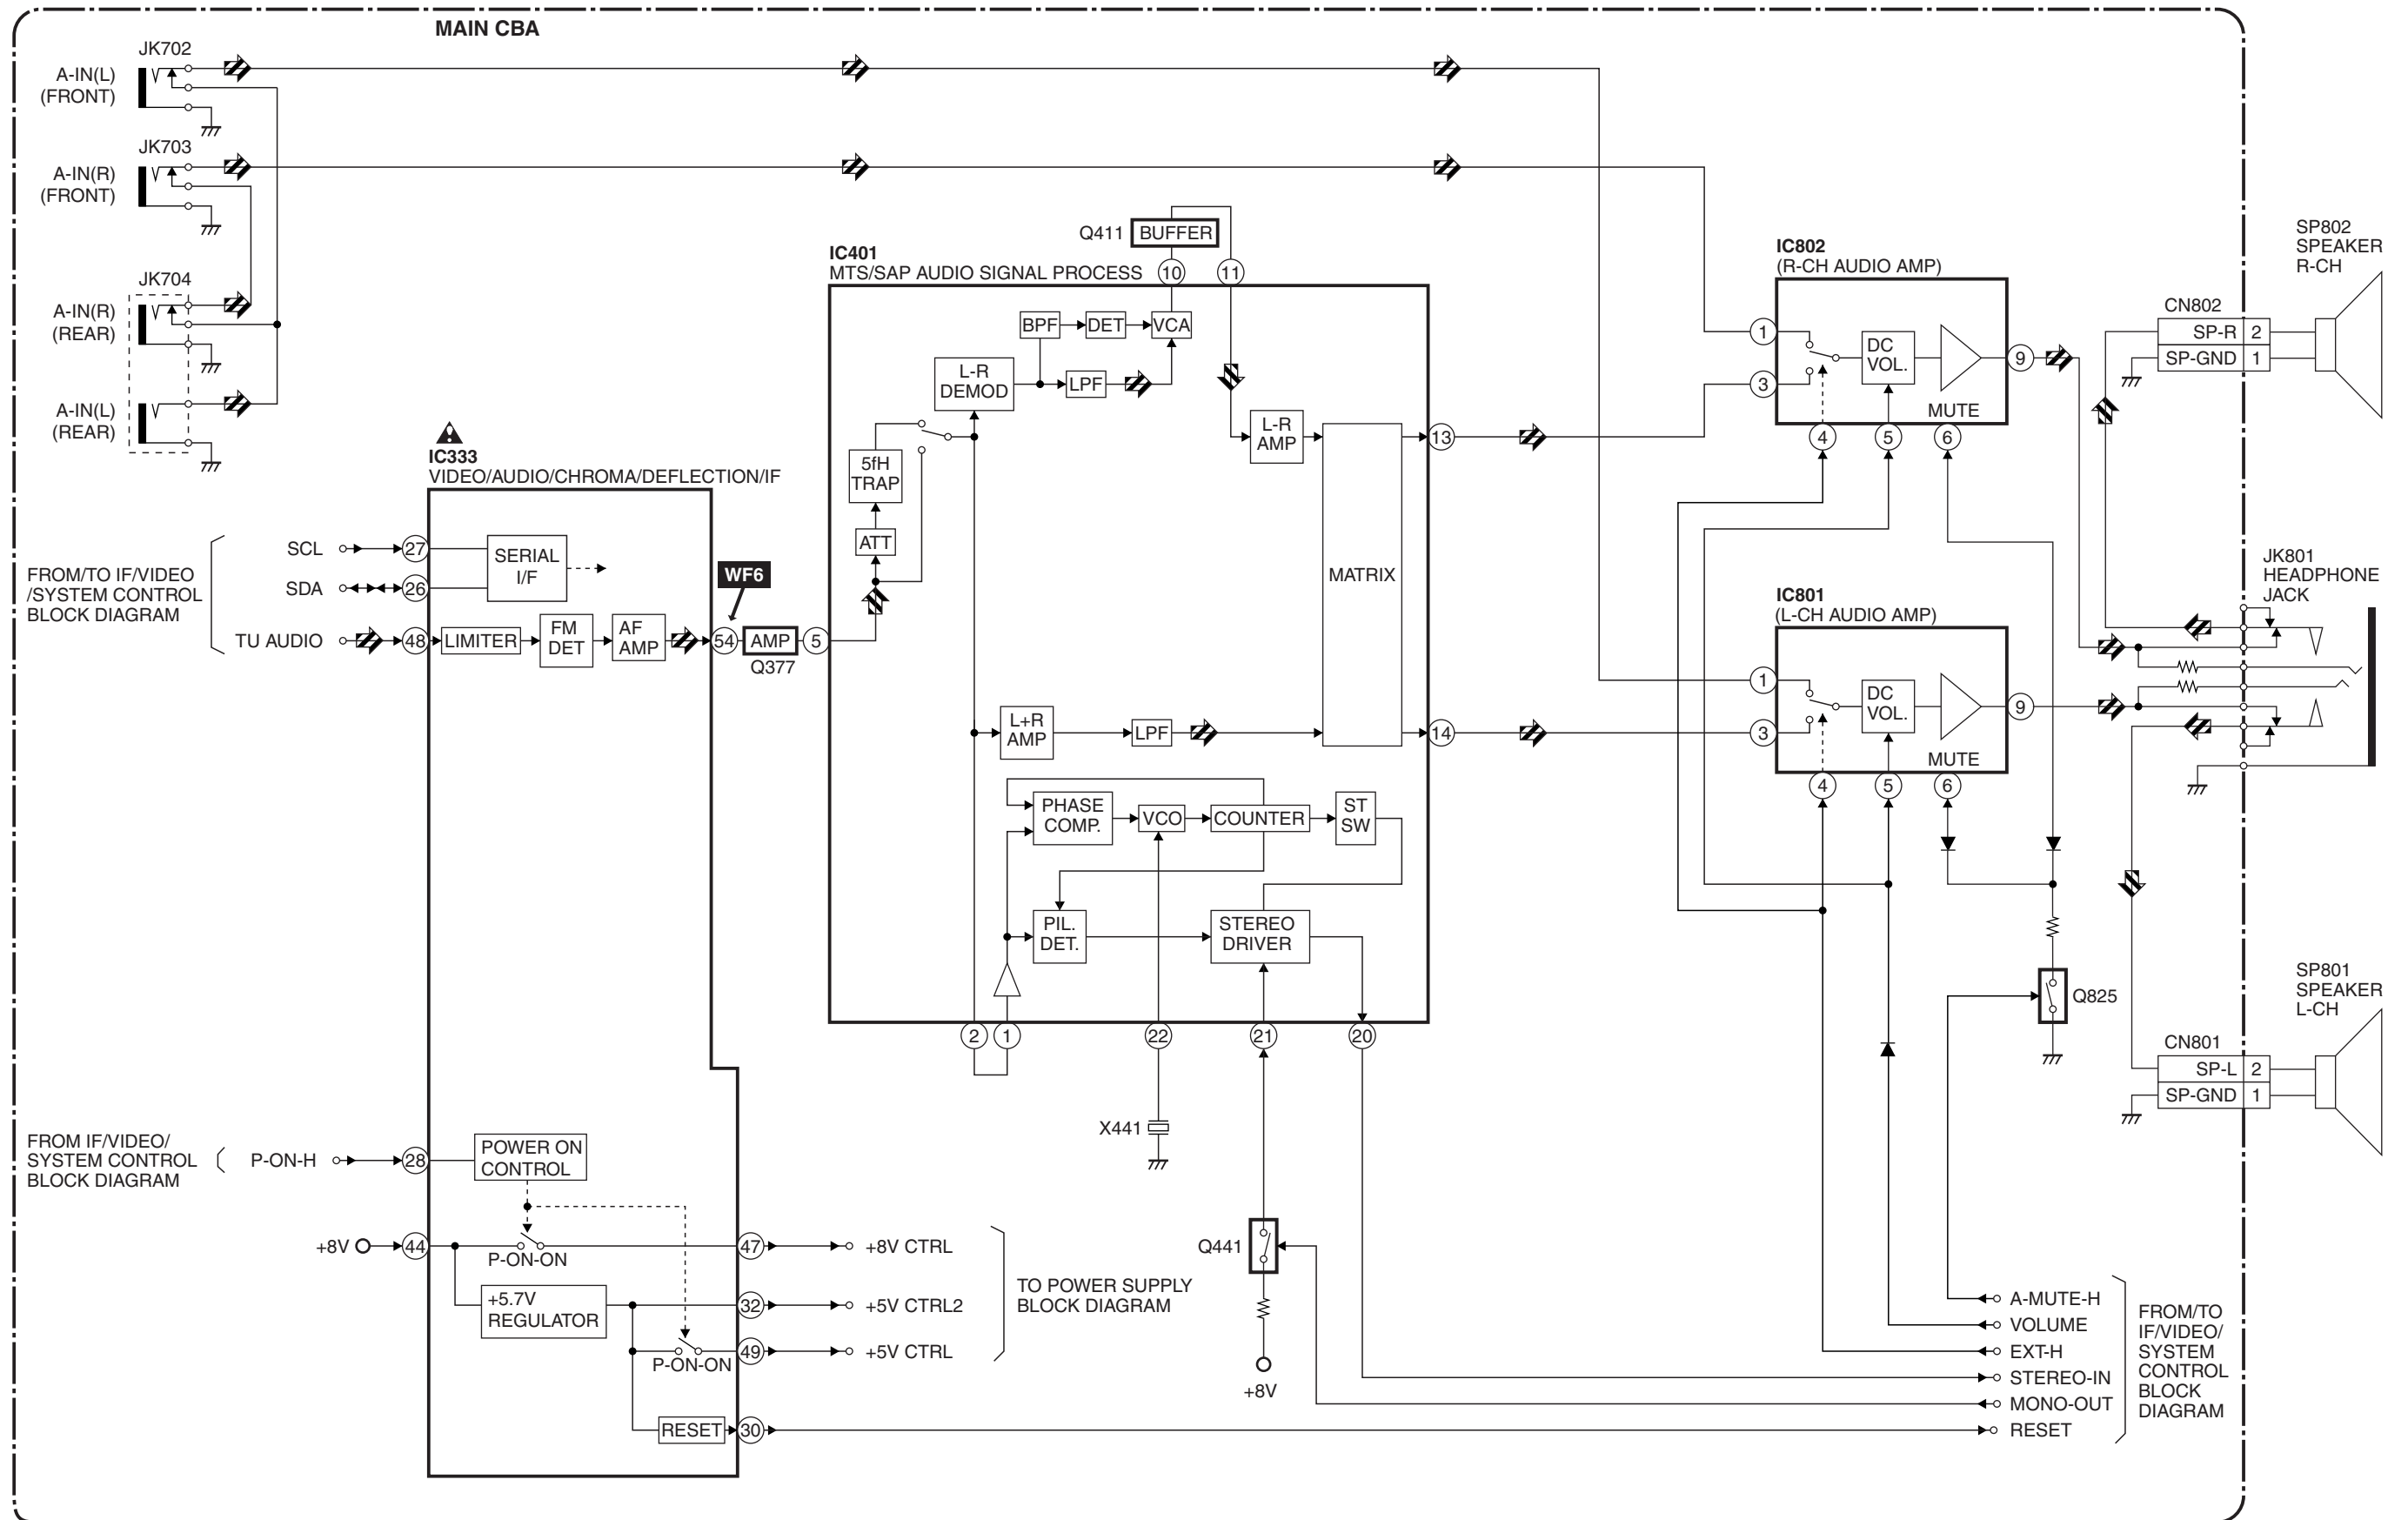 MAIN CBA
JK702
A-IN(L)
(FRONT)
JK703
A-IN(R)
(FRONT)
JK704
A-IN(R)
(REAR)
A-IN(L)
(REAR)
IC333
VIDEO/AUDIO/CHROMA/DEFLECTION/IF
FROM/TO IF/VIDEO
/SYSTEM CONTROL
BLOCK DIAGRAM
SCL
27
SDA
26
SERIAL
I/F
TU AUDIO
48
LIMITER
FM
DET
AF
AMP
54
WF6
AMP
Q377
5
FROM IF/VIDEO/
SYSTEM CONTROL
BLOCK DIAGRAM
P-ON-H
28
POWER ON
CONTROL
+8V
44
P-ON-ON
47
+8V CTRL
+5.7V
REGULATOR
32
+5V CTRL2
P-ON-ON
49
+5V CTRL
TO POWER SUPPLY
BLOCK DIAGRAM
RESET
30
IC401
MTS/SAP AUDIO SIGNAL PROCESS
Q411
BUFFER
10
11
BPF
DET
VCA
L-R
DEMOD
LPF
5fH
TRAP
ATT
L-R
AMP
MATRIX
13
L+R
AMP
LPF
14
PHASE
COMP.
VCO
COUNTER
ST
SW
PIL.
DET.
STEREO
DRIVER
2
1
22
21
20
X441
Q441
+8V
IC802
(R-CH AUDIO AMP)
1
3
DC
VOL.
9
MUTE
4
5
6
IC801
(L-CH AUDIO AMP)
1
3
DC
VOL.
9
MUTE
4
5
6
Q825
SP802
SPEAKER
R-CH
CN802
SP-R 2
SP-GND 1
JK801
HEADPHONE
JACK
SP801
SPEAKER
L-CH
CN801
SP-L 2
SP-GND 1
A-MUTE-H
VOLUME
EXT-H
STEREO-IN
MONO-OUT
RESET
FROM/TO
IF/VIDEO/
SYSTEM
CONTROL
BLOCK
DIAGRAM